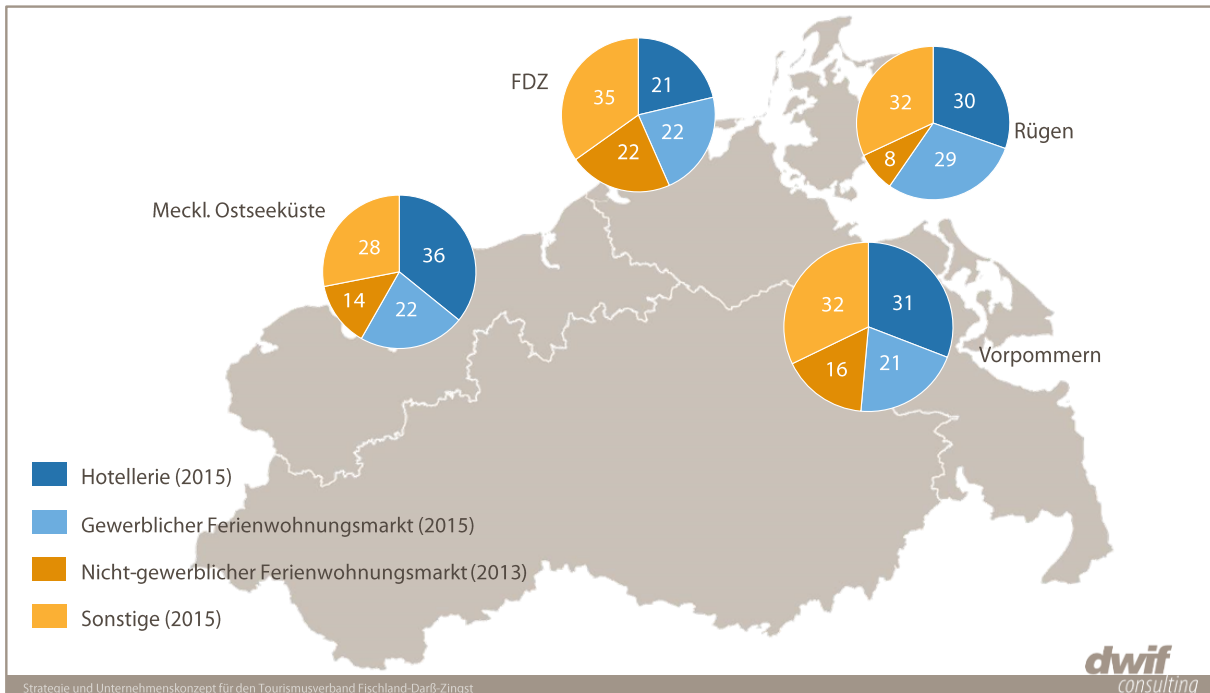 FDZ
21
22
22
35
Rügen
30
29
8
32
Meckl. Ostseeküste
36
22
14
28
Vorpommern
31
21
16
32
Hotellerie (2015)
Gewerblicher Ferienwohnungsmarkt (2015)
Nicht-gewerblicher Ferienwohnungsmarkt (2013)
Sonstige (2015)
Strategie und Unternehmenskonzept für den Tourismusverband Fischland-Darß-Zingst
dwif
consulting